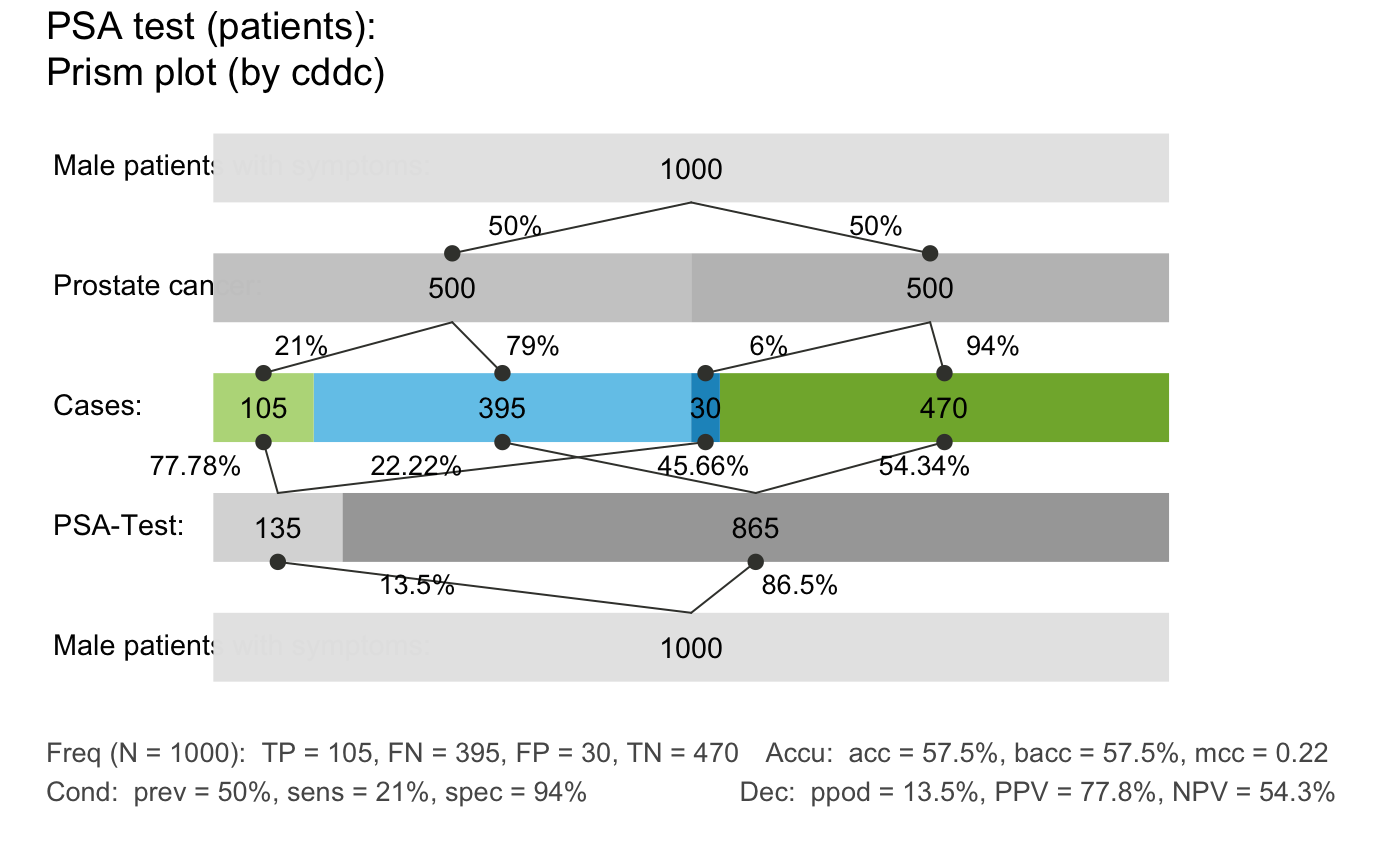 PSA test (patients):
Prism plot (by cddc)
Male patients with symptoms:
1000
50% 50%
Prostate cancer:
500 500
21% 79% 6% 94%
Cases:
105 395 30 470
77.78% 22.22% 45.66% 54.34%
PSA-Test:
135 865
13.5% 86.5%
Male patients with symptoms:
1000
Freq (N = 1000): TP = 105, FN = 395, FP = 30, TN = 470 Accu: acc = 57.5%, bacc = 57.5%, mcc = 0.22
Cond: prev = 50%, sens = 21%, spec = 94% Dec: ppod = 13.5%, PPV = 77.8%, NPV = 54.3%